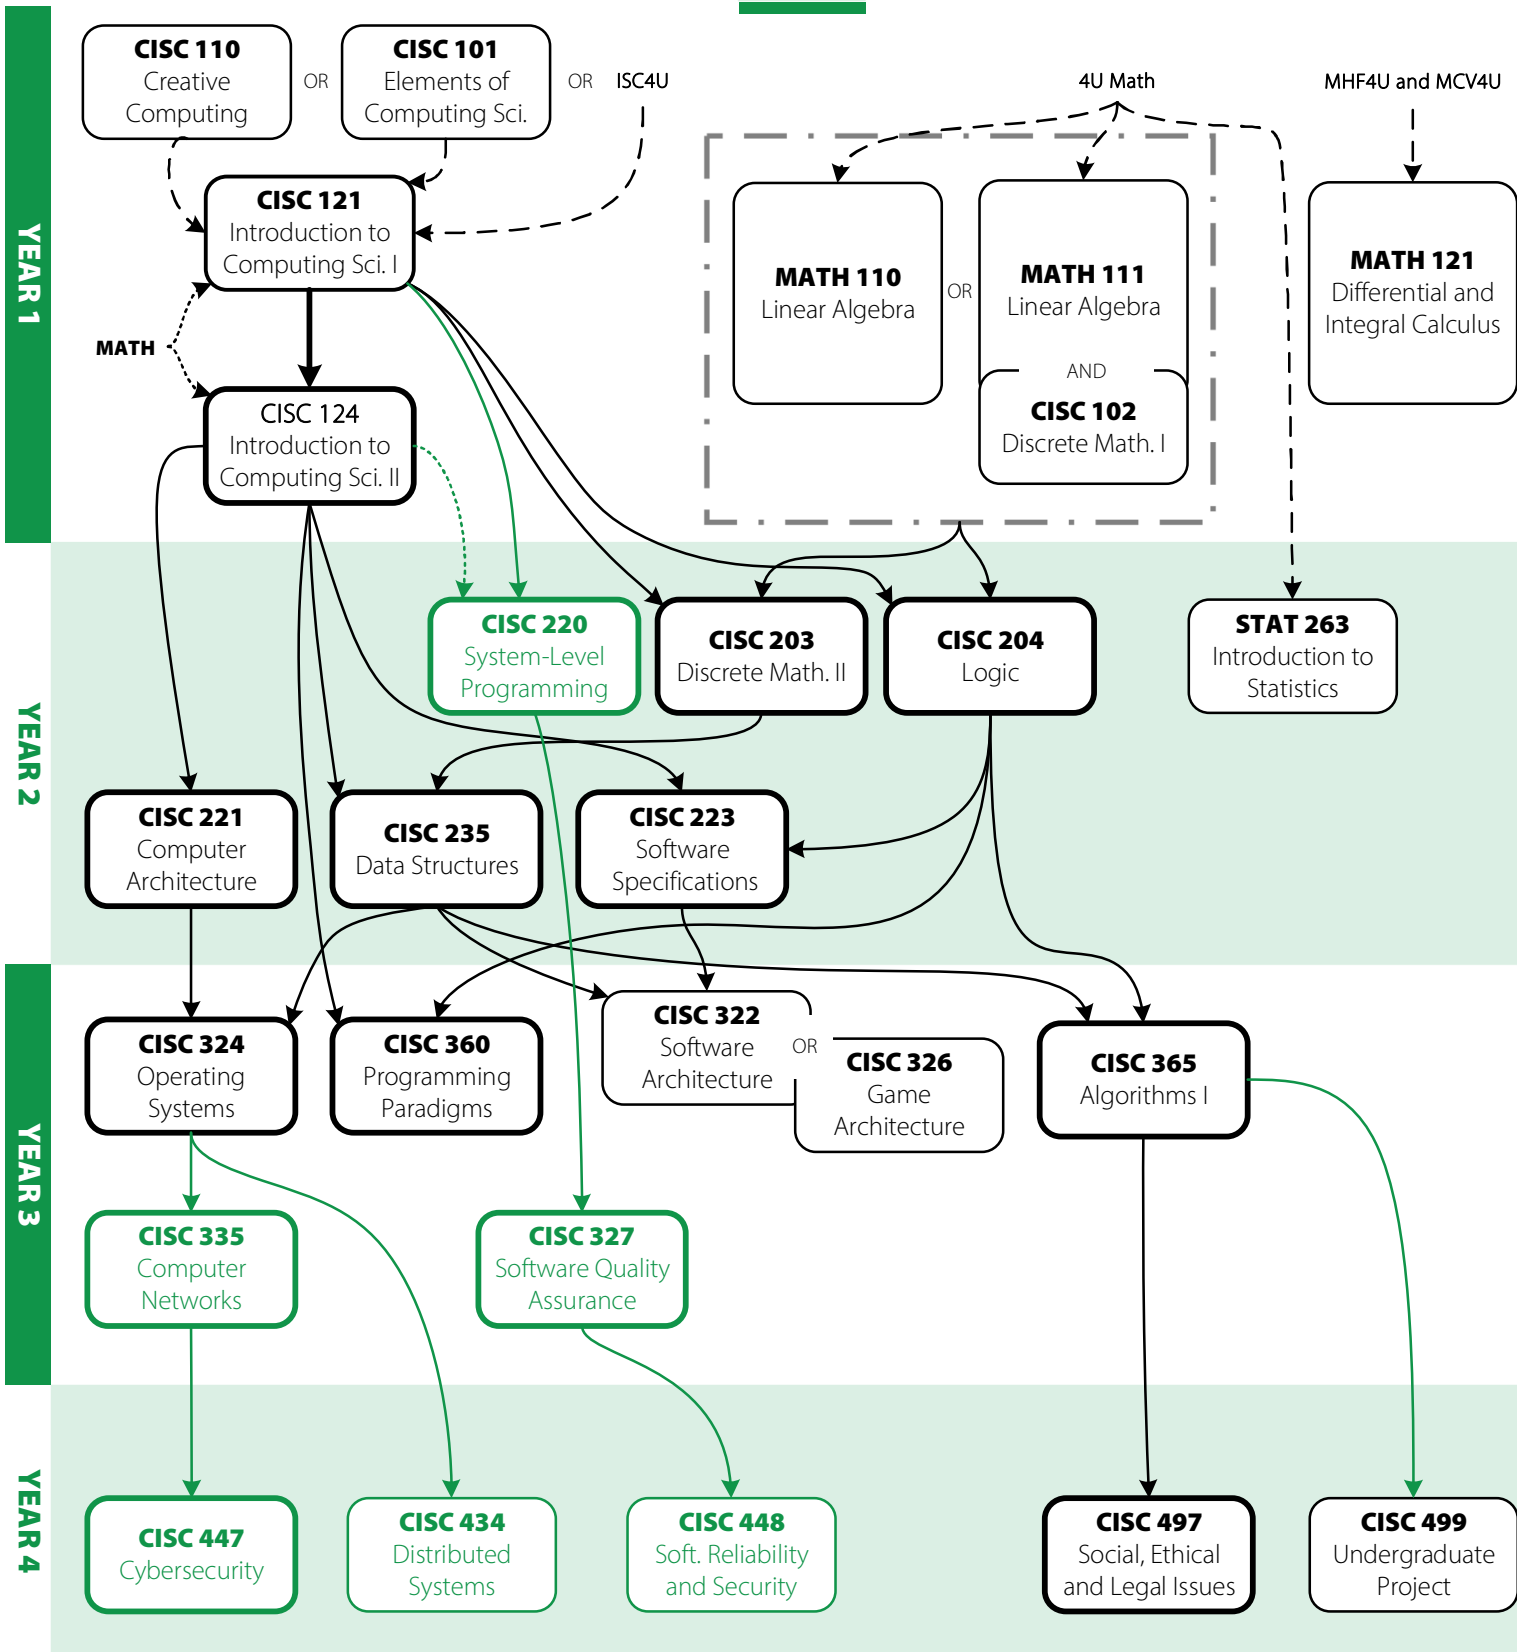 YEAR 1
CISC 110
Creative
Computing
OR
CISC 101
Elements of
Computing Sci.
OR
ISC4U
4U Math
MHF4U and MCV4U
CISC 121
Introduction to
Computing Sci. I
MATH
CISC 124
Introduction to
Computing Sci. II
MATH 110
Linear Algebra
OR
MATH 111
Linear Algebra
AND
CISC 102
Discrete Math. I
MATH 121
Differential and
Integral Calculus
YEAR 2
CISC 220
System-Level
Programming
CISC 203
Discrete Math. II
CISC 204
Logic
STAT 263
Introduction to
Statistics
CISC 221
Computer
Architecture
CISC 235
Data Structures
CISC 223
Software
Specifications
YEAR 3
CISC 324
Operating
Systems
CISC 360
Programming
Paradigms
CISC 322
Software
Architecture
OR
CISC 326
Game
Architecture
CISC 365
Algorithms I
CISC 335
Computer
Networks
CISC 327
Software Quality
Assurance
YEAR 4
CISC 447
Cybersecurity
CISC 434
Distributed
Systems
CISC 448
Soft. Reliability
and Security
CISC 497
Social, Ethical
and Legal Issues
CISC 499
Undergraduate
Project